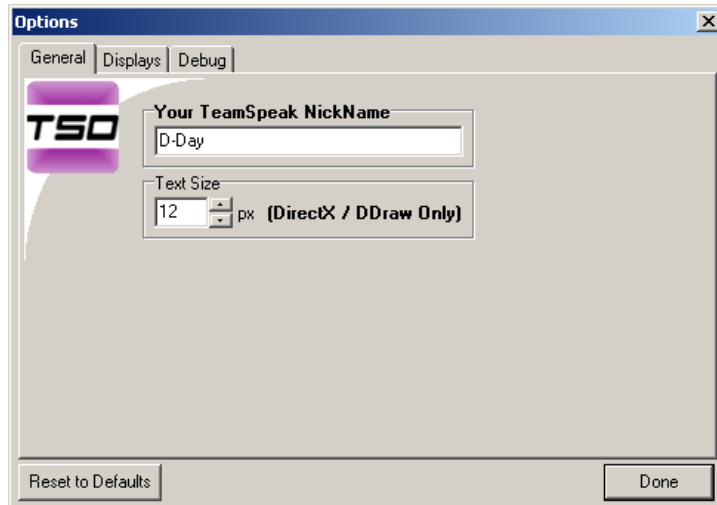 Options
General Displays Debug
TSO
Your TeamSpeak NickName
D-Day
Text Size
12 px (DirectX / DDraw Only)
Reset to Defaults Done